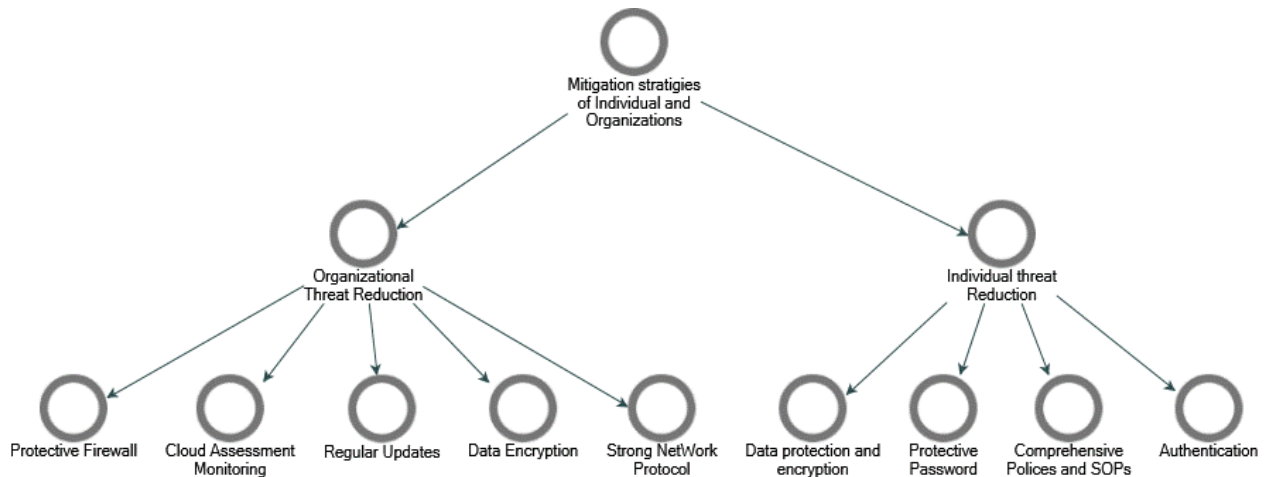 Mitigation stratigies
of Individual and
Organizations
Organizational
Threat Reduction
Individual threat
Reduction
Protective Firewall
Cloud Assessment
Monitoring
Regular Updates
Data Encryption
Strong NetWork
Protocol
Data protection and
encryption
Protective
Password
Comprehensive
Polices and SOPs
Authentication